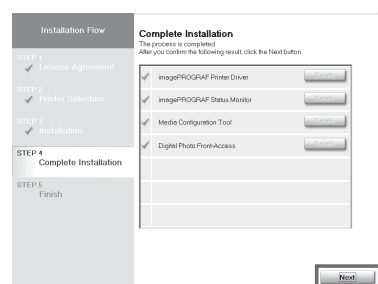 Installation Flow
STEP 1
License Agreement
STEP 2
Printer Selection
STEP 3
Installation
STEP 4
Complete Installation
STEP 5
Finish
Complete Installation
The process is completed.
After you confirm the following result, click the Next button.
imagePROGRAF Printer Driver
imagePROGRAF Status Monitor
Media Configuration Tool
Digital Photo Front-Access
Next